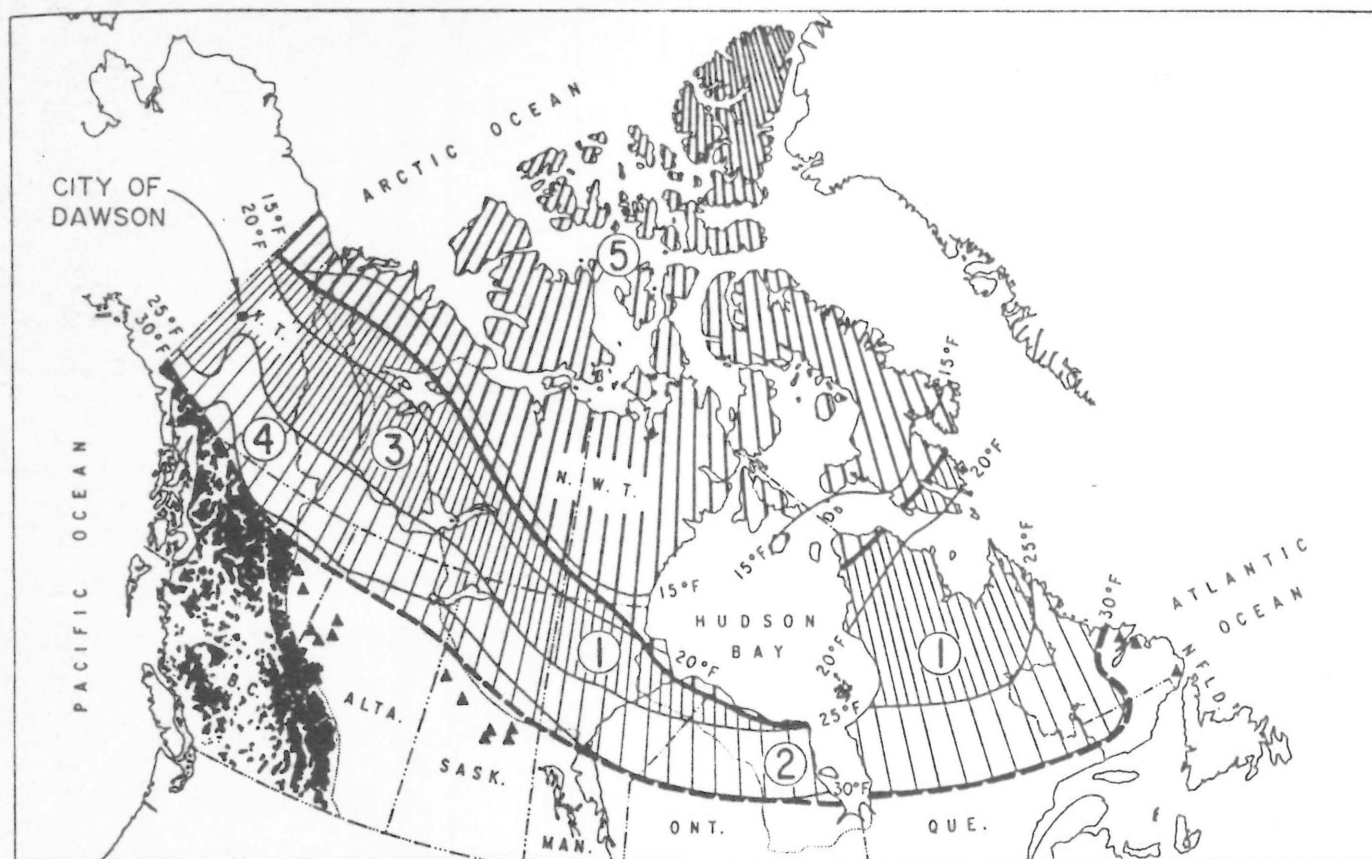 ARCTIC OCEAN
CITY OF
DAWSON
15°F
20°F
5
25°F
30°F
Y.T.
15°F
PACIFIC OCEAN
4
3
20°F
N.W.T.
15°F
25°F
ATLANTIC
OCEAN
15°F
30°F
HUDSON
BAY
1
1
20°F
20°F
NFLD.
B.C.
ALTA.
25°F
SASK.
2
30°F
MAN.
ONT.
QUE.